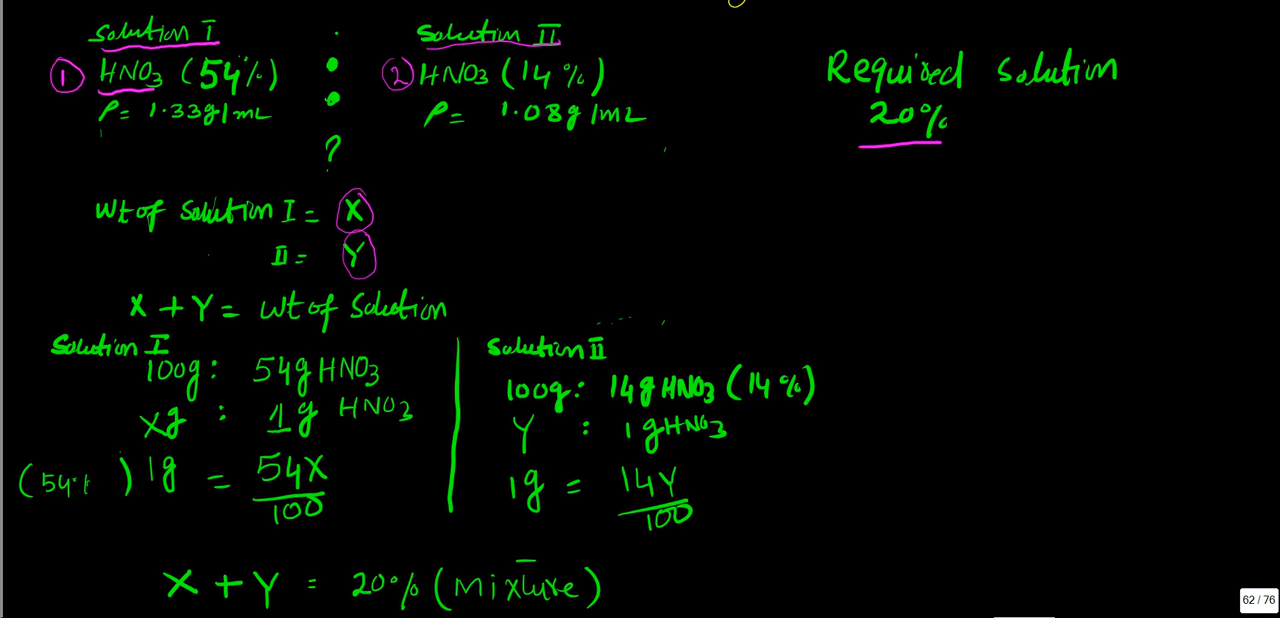 Solution I
① HNO3 (54%)
ρ = 1.33g/mL
?
Solution II
② HNO3 (14%)
ρ = 1.08g/mL
Required Solution
20%
Wt of Solution I = X
II = Y
X + Y = Wt of Solution
Solution I
100g : 54g HNO3
xg : 1g HNO3
(54% ) 1g = 54X/100
Solution II
100g : 14g HNO3 (14%)
Y : 1g HNO3
1g = 14Y/100
X + Y = 20% (Mixture)
62 / 76